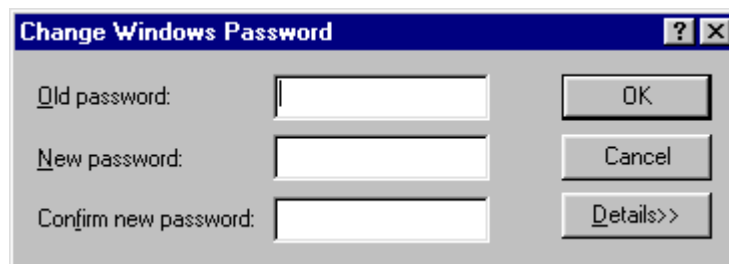 Change Windows Password
Old password:
OK
New password:
Cancel
Confirm new password:
Details>>